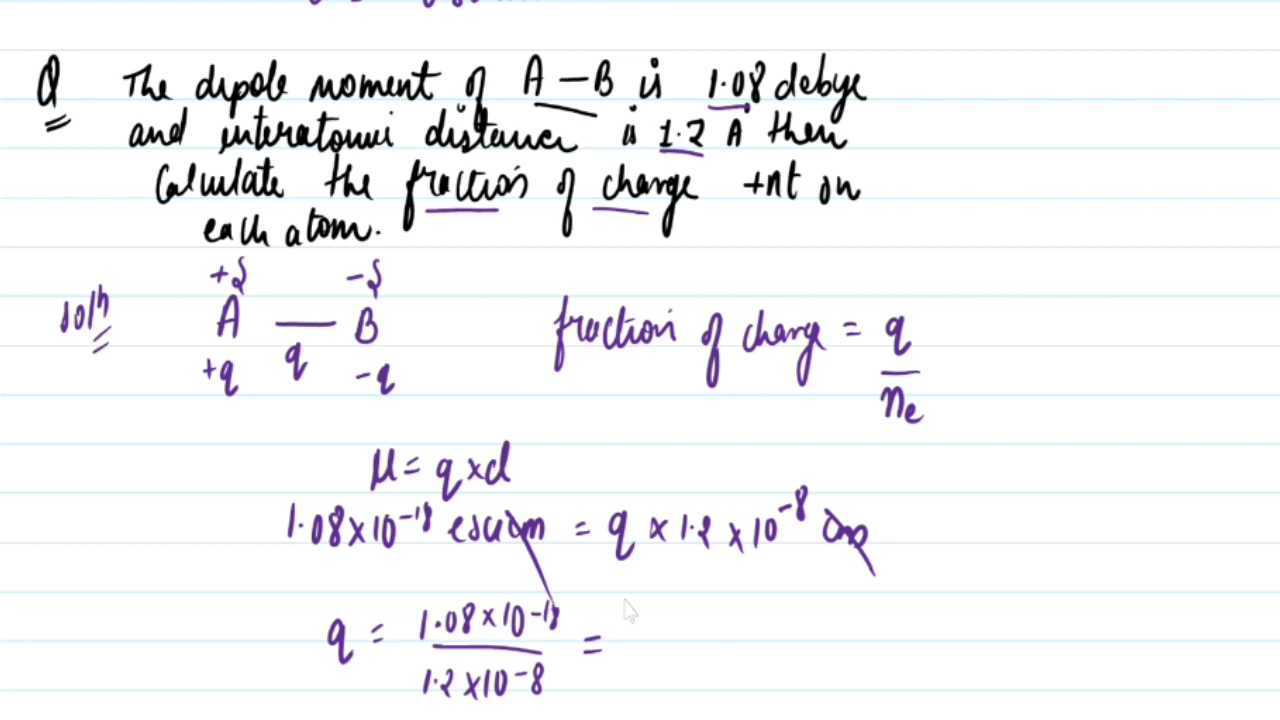 Q The dipole moment of A-B is 1.08 debye
and interatomic distance is 1.2 A° then
Calculate the fraction of charge +nt on
each atom.
soln
+δ -δ
A — B
q
+q -q
fraction of charge = q/ne
μ = q×d
1.08×10⁻¹⁸ esu cm = q × 1.2 × 10⁻⁸ cm
q = 1.08×10⁻¹⁸ / 1.2×10⁻⁸ =